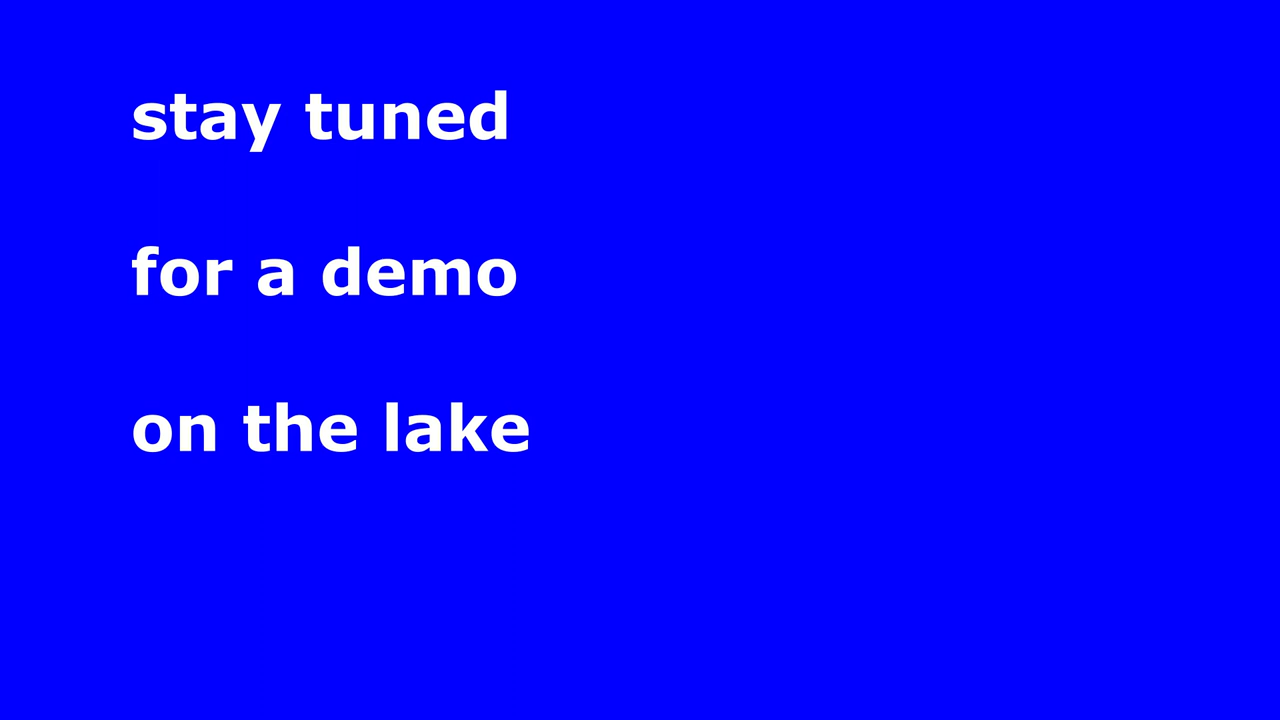 stay tuned
for a demo
on the lake